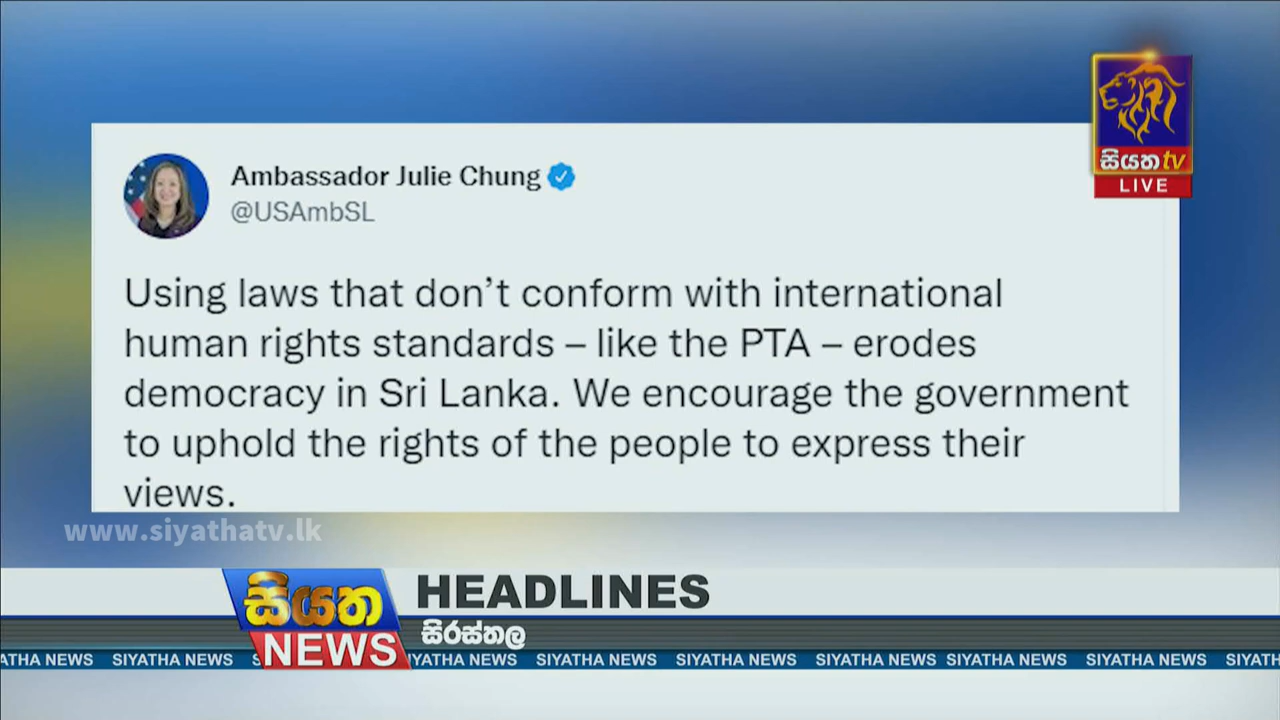 සියත tv
LIVE
Ambassador Julie Chung
@USAmbSL
Using laws that don’t conform with international
human rights standards – like the PTA – erodes
democracy in Sri Lanka. We encourage the government
to uphold the rights of the people to express their
views.
www.siyathatv.lk
සියත
NEWS
HEADLINES
සිරස්තල
ATHA NEWS SIYATHA NEWS S IYATHA NEWS SIYATHA NEWS SIYATHA NEWS SIYATHA NEWS SIYATHA NEWS SIYATHA NEWS SIYATH